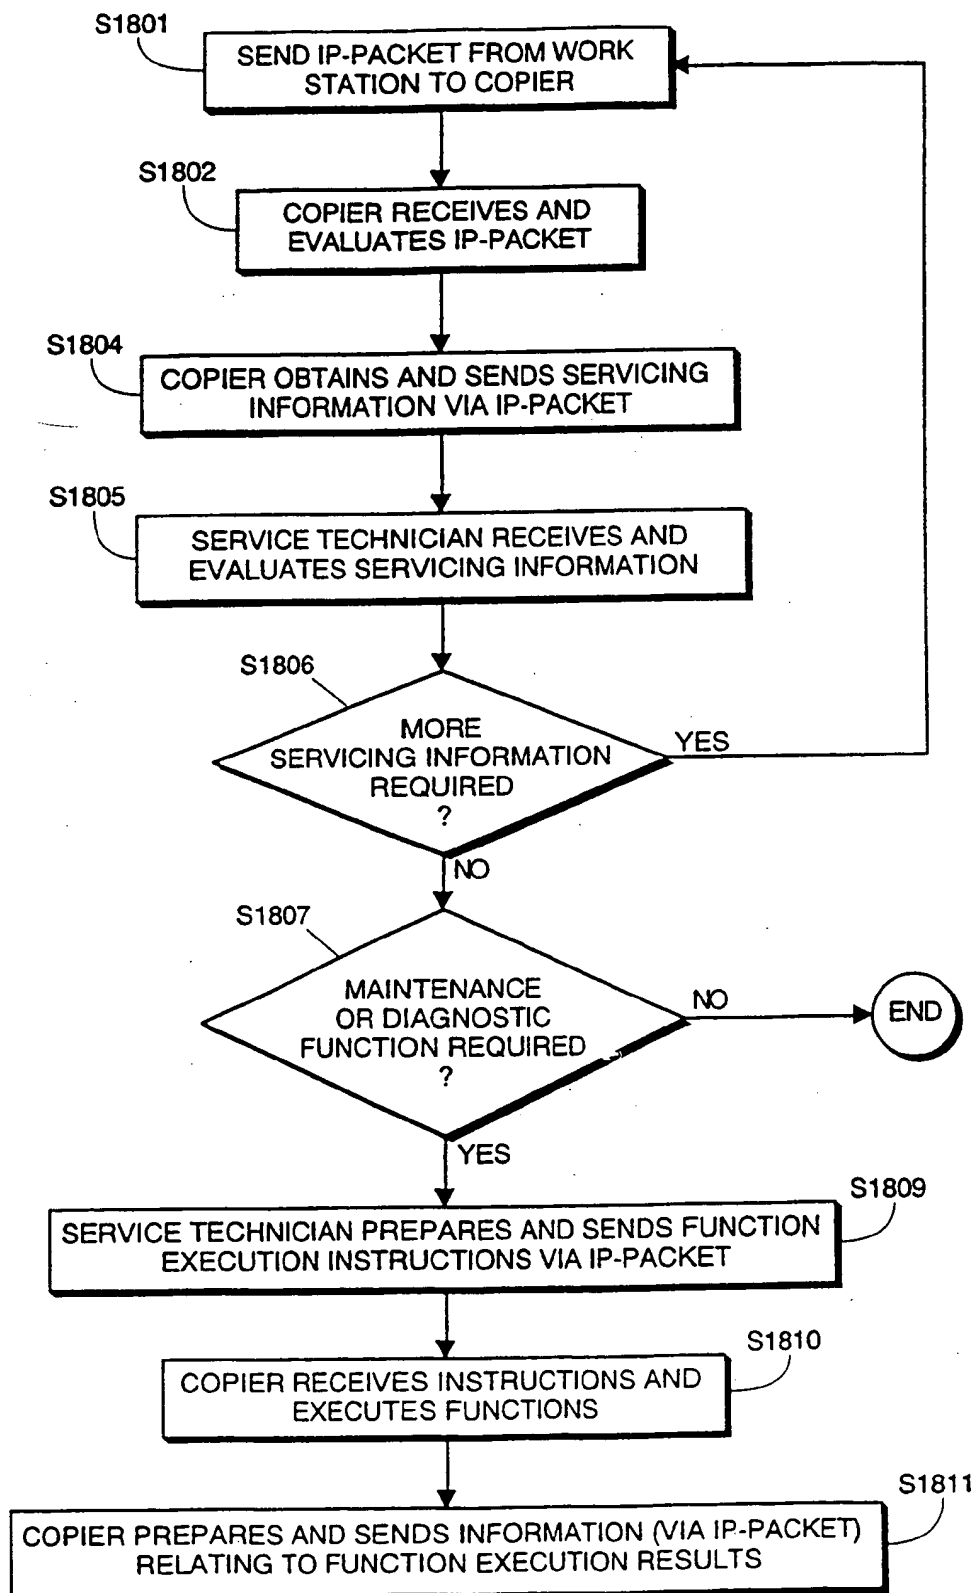 S1801
SEND IP-PACKET FROM WORK
STATION TO COPIER
S1802
COPIER RECEIVES AND
EVALUATES IP-PACKET
S1804
COPIER OBTAINS AND SENDS SERVICING
INFORMATION VIA IP-PACKET
S1805
SERVICE TECHNICIAN RECEIVES AND
EVALUATES SERVICING INFORMATION
S1806
MORE
SERVICING INFORMATION
REQUIRED
?
YES
NO
S1807
MAINTENANCE
OR DIAGNOSTIC
FUNCTION REQUIRED
?
NO
END
YES
S1809
SERVICE TECHNICIAN PREPARES AND SENDS FUNCTION
EXECUTION INSTRUCTIONS VIA IP-PACKET
S1810
COPIER RECEIVES INSTRUCTIONS AND
EXECUTES FUNCTIONS
S1811
COPIER PREPARES AND SENDS INFORMATION (VIA IP-PACKET)
RELATING TO FUNCTION EXECUTION RESULTS